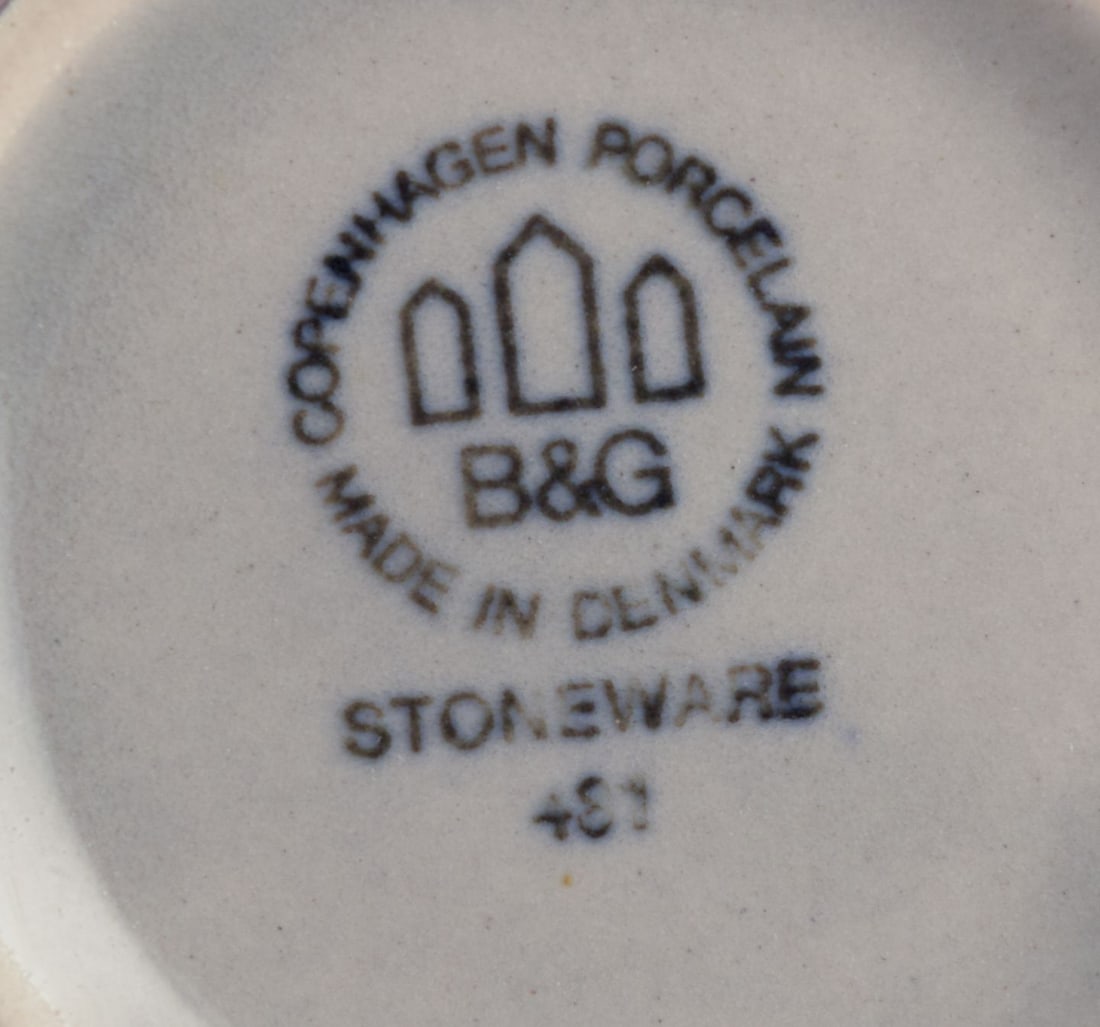 COPENHAGEN PORCELAIN
B&G
MADE IN DENMARK
STONEWARE
481